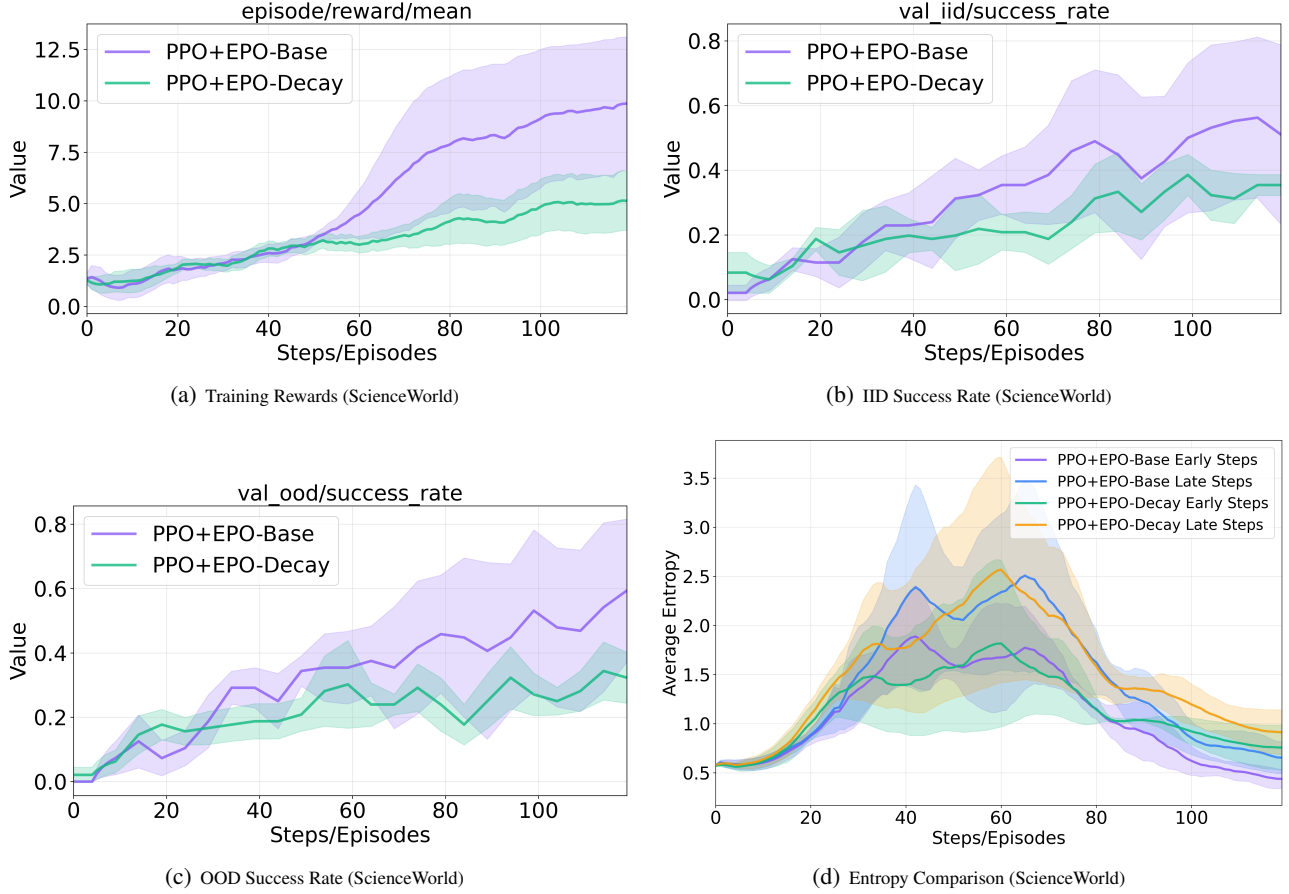 episode/reward/mean
PPO+EPO-Base
PPO+EPO-Decay
Value
12.5
10.0
7.5
5.0
2.5
0.0
0 20 40 60 80 100
Steps/Episodes
(a) Training Rewards (ScienceWorld)
val_iid/success_rate
PPO+EPO-Base
PPO+EPO-Decay
Value
0.8
0.6
0.4
0.2
0.0
0 20 40 60 80 100
Steps/Episodes
(b) IID Success Rate (ScienceWorld)
val_ood/success_rate
PPO+EPO-Base
PPO+EPO-Decay
Value
0.8
0.6
0.4
0.2
0.0
0 20 40 60 80 100
Steps/Episodes
(c) OOD Success Rate (ScienceWorld)
PPO+EPO-Base Early Steps
PPO+EPO-Base Late Steps
PPO+EPO-Decay Early Steps
PPO+EPO-Decay Late Steps
Average Entropy
3.5
3.0
2.5
2.0
1.5
1.0
0.5
0 20 40 60 80 100
Steps/Episodes
(d) Entropy Comparison (ScienceWorld)